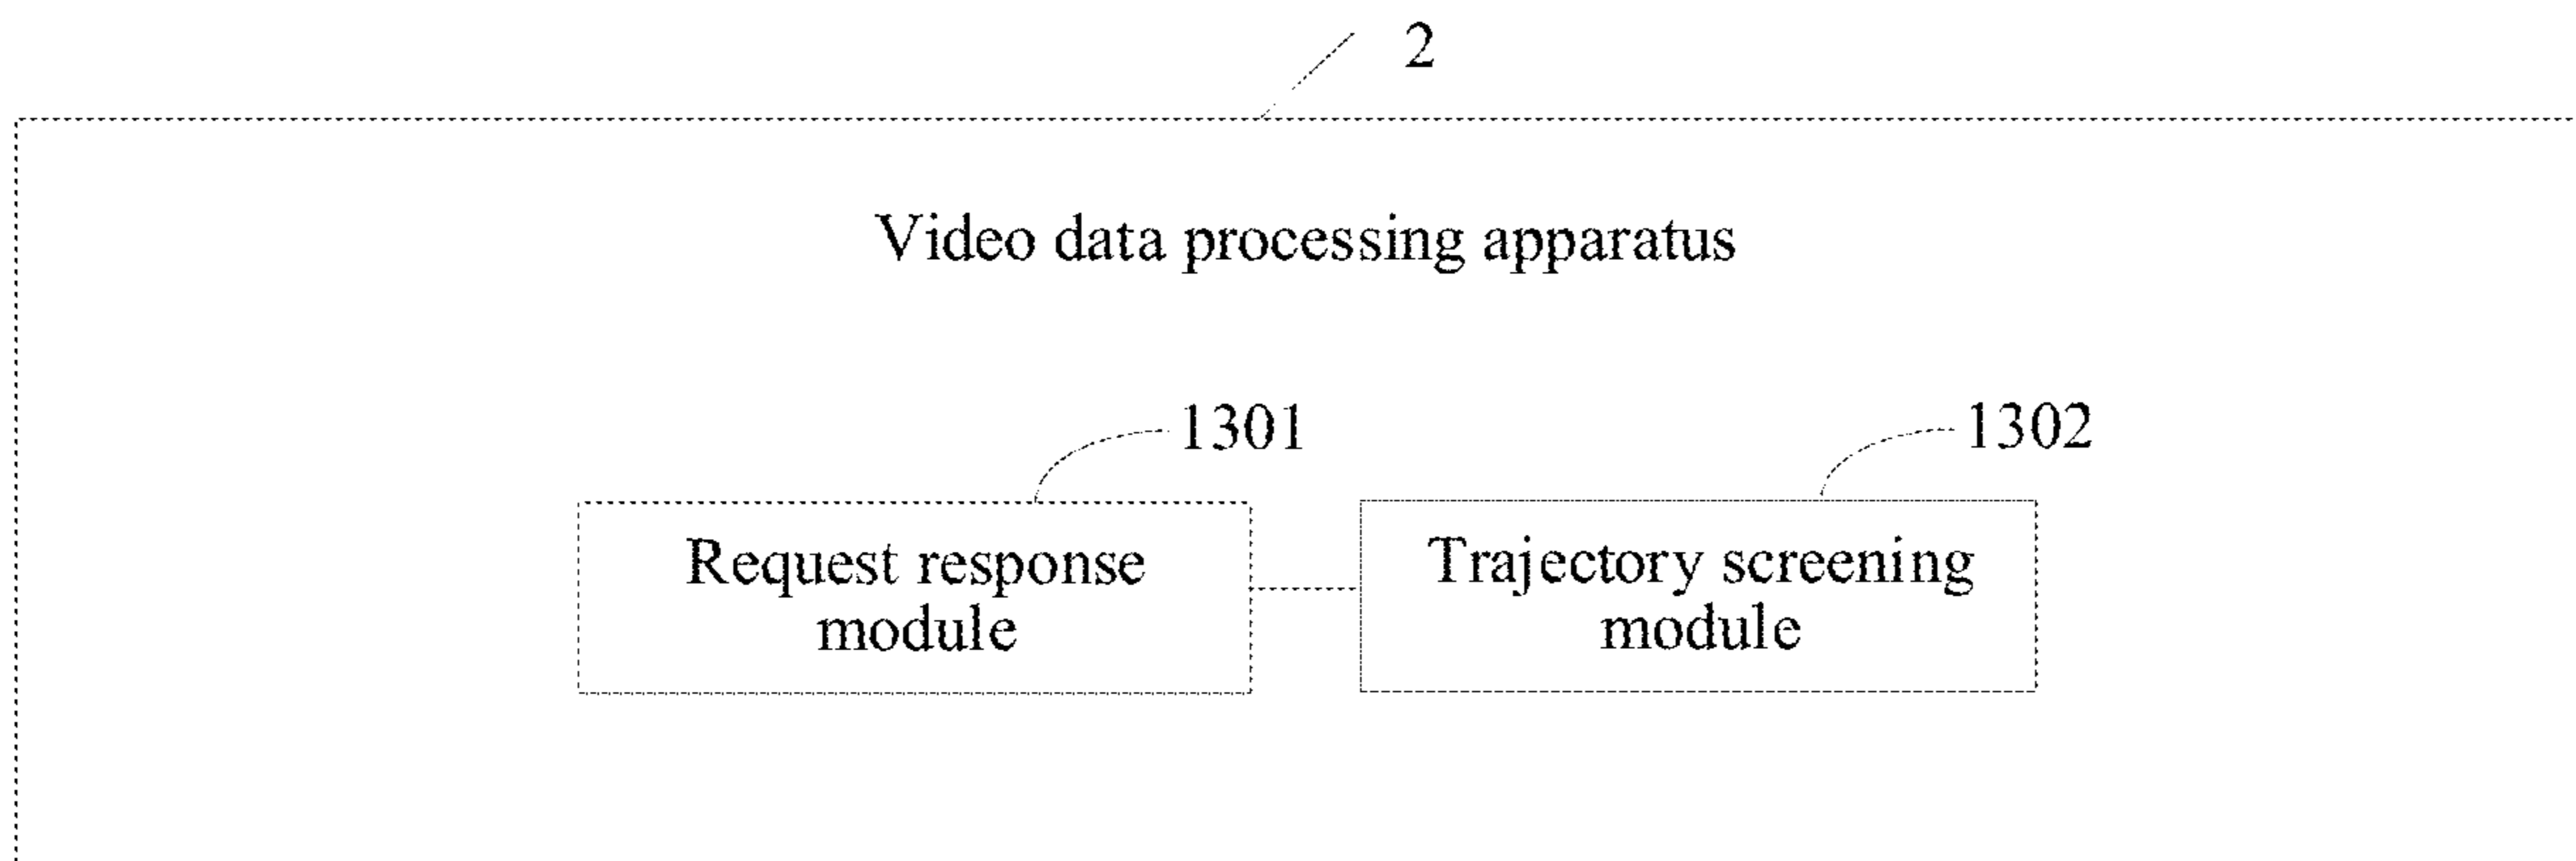 2
Video data processing apparatus
1301
1302
Request response
module
Trajectory screening
module